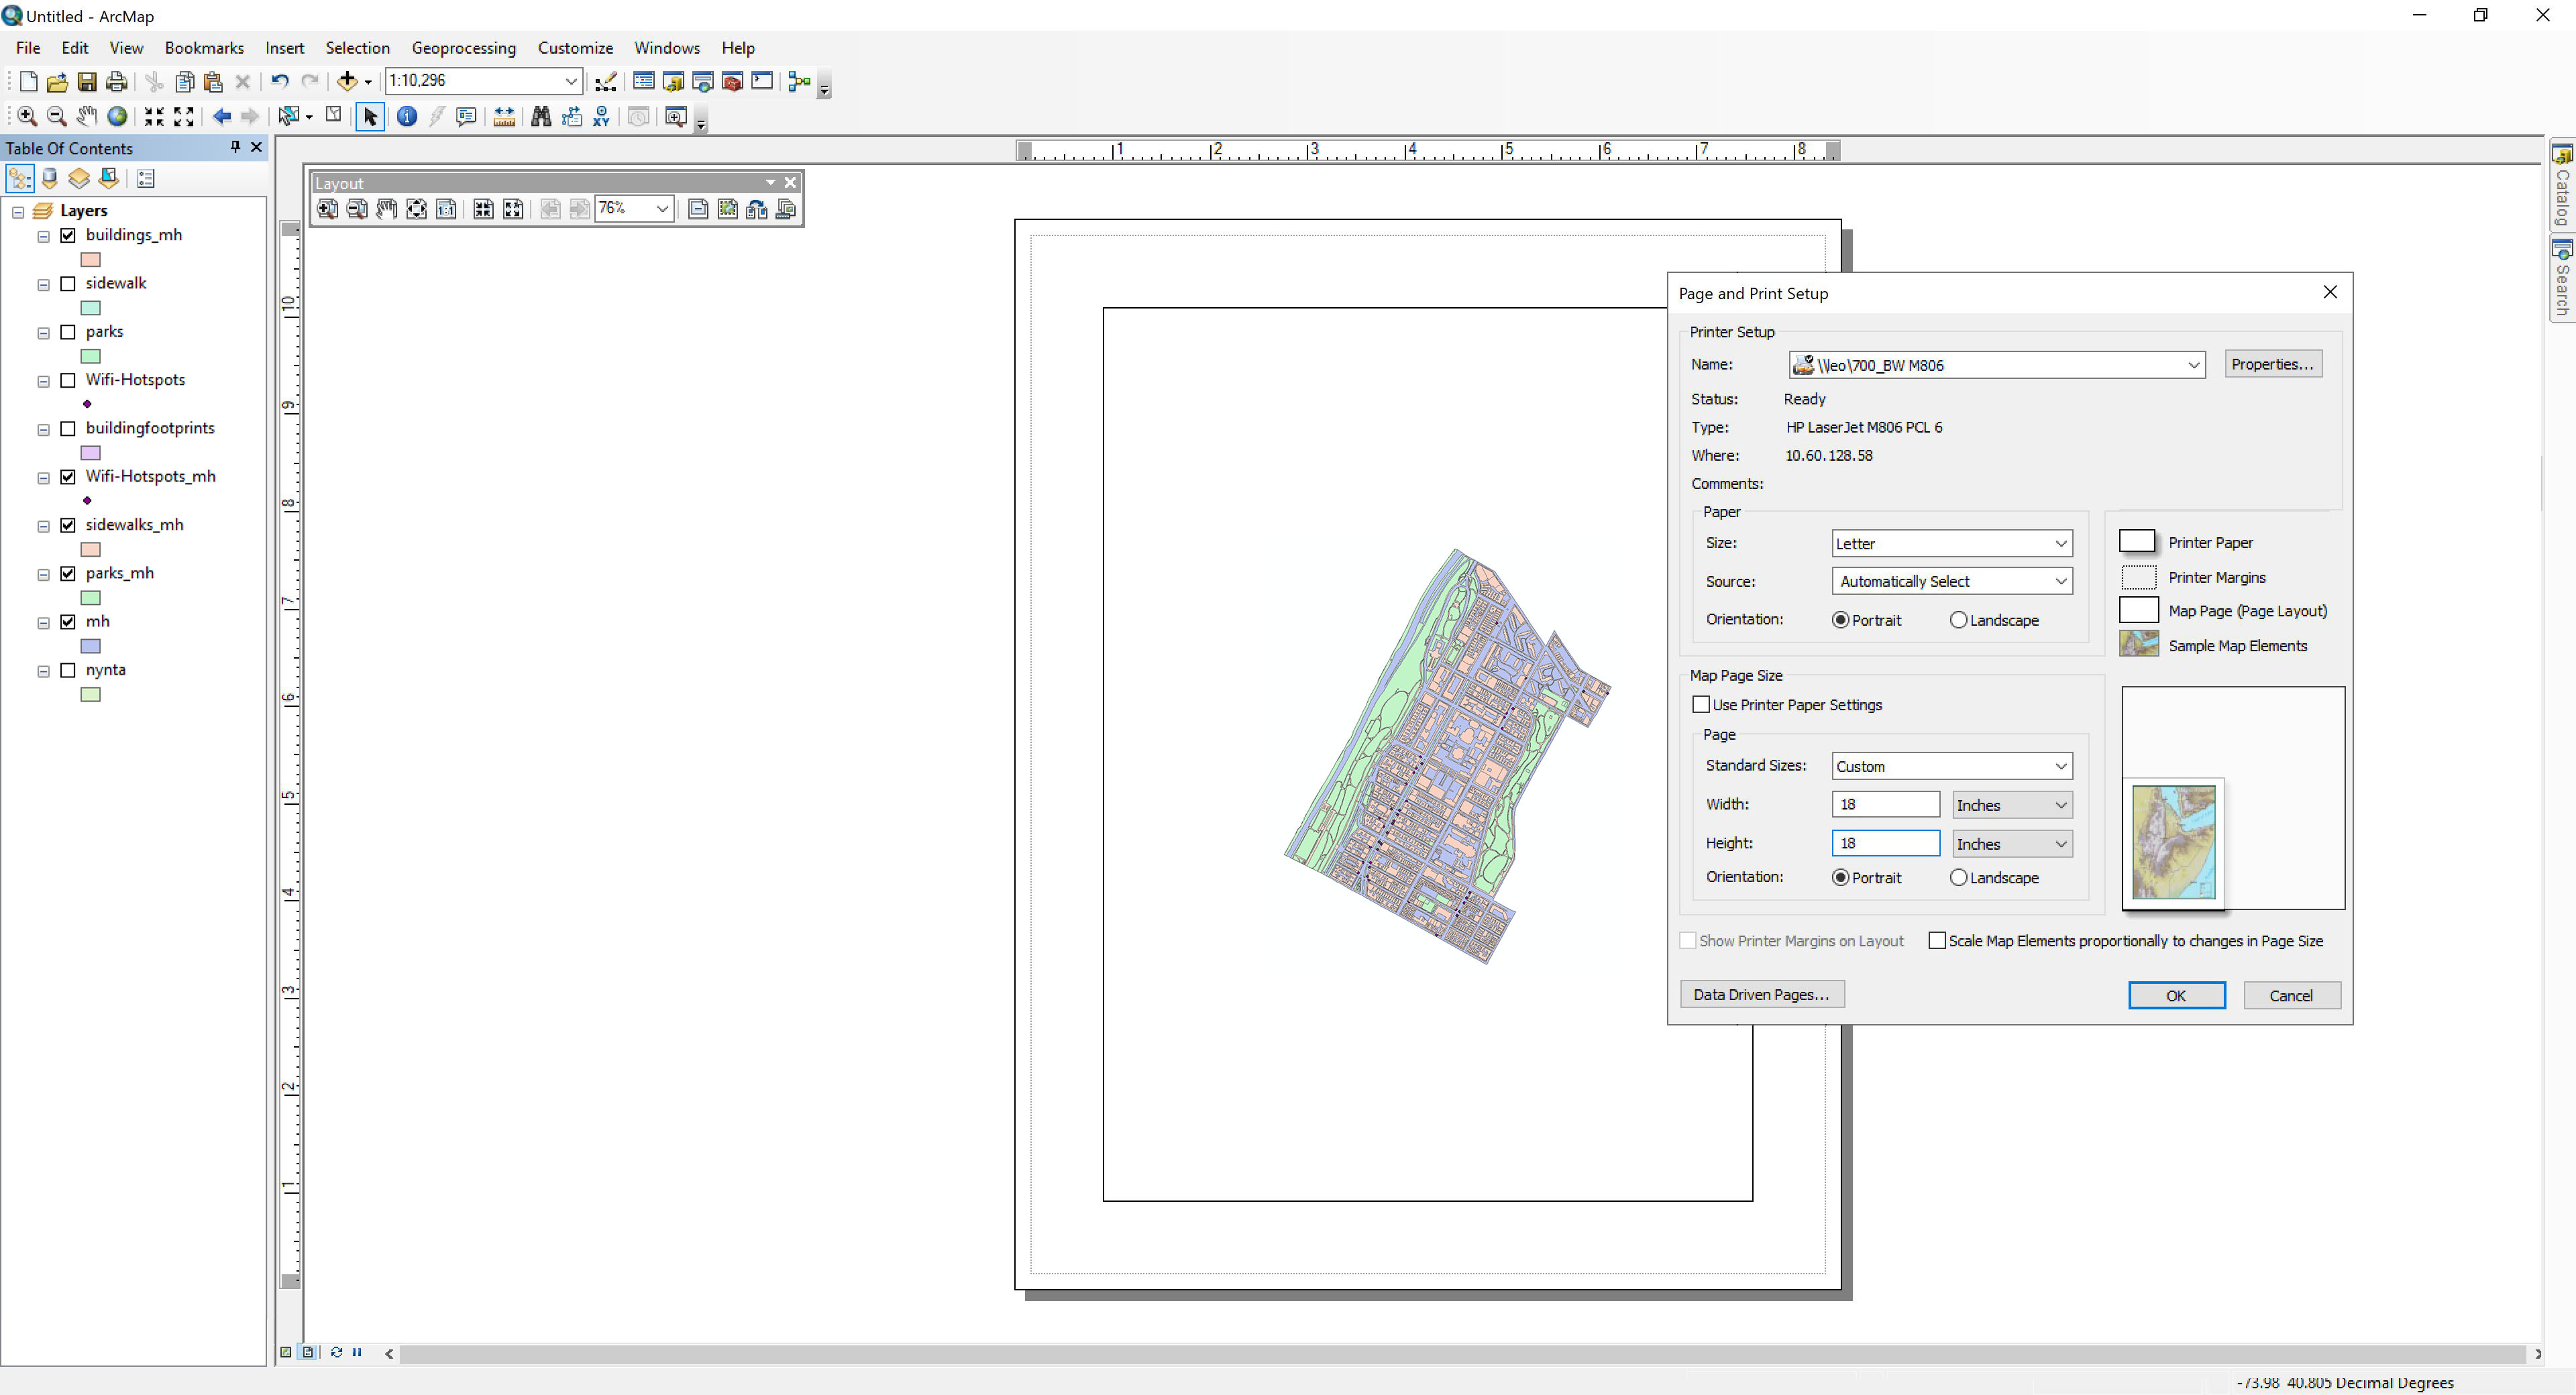 Untitled - ArcMap
File Edit View Bookmarks Insert Selection Geoprocessing Customize Windows Help
1:10,296
XY
Table Of Contents
1 2 3 4 5 6 7 8
Layout
1:1
76%
Layers
buildings_mh
sidewalk
parks
Wifi-Hotspots
buildingfootprints
Wifi-Hotspots_mh
sidewalks_mh
parks_mh
mh
nynta
10
9
8
7
6
5
4
3
2
1
Page and Print Setup
Printer Setup
Name: \\leo\700_BW M806 Properties...
Status: Ready
Type: HP LaserJet M806 PCL 6
Where: 10.60.128.58
Comments:
Paper
Size: Letter
Source: Automatically Select
Orientation: Portrait Landscape
Printer Paper
Printer Margins
Map Page (Page Layout)
Sample Map Elements
Map Page Size
Use Printer Paper Settings
Page
Standard Sizes: Custom
Width: 18 Inches
Height: 18 Inches
Orientation: Portrait Landscape
Show Printer Margins on Layout Scale Map Elements proportionally to changes in Page Size
Data Driven Pages... OK Cancel
Catalog
Search
-73.98 40.805 Decimal Degrees